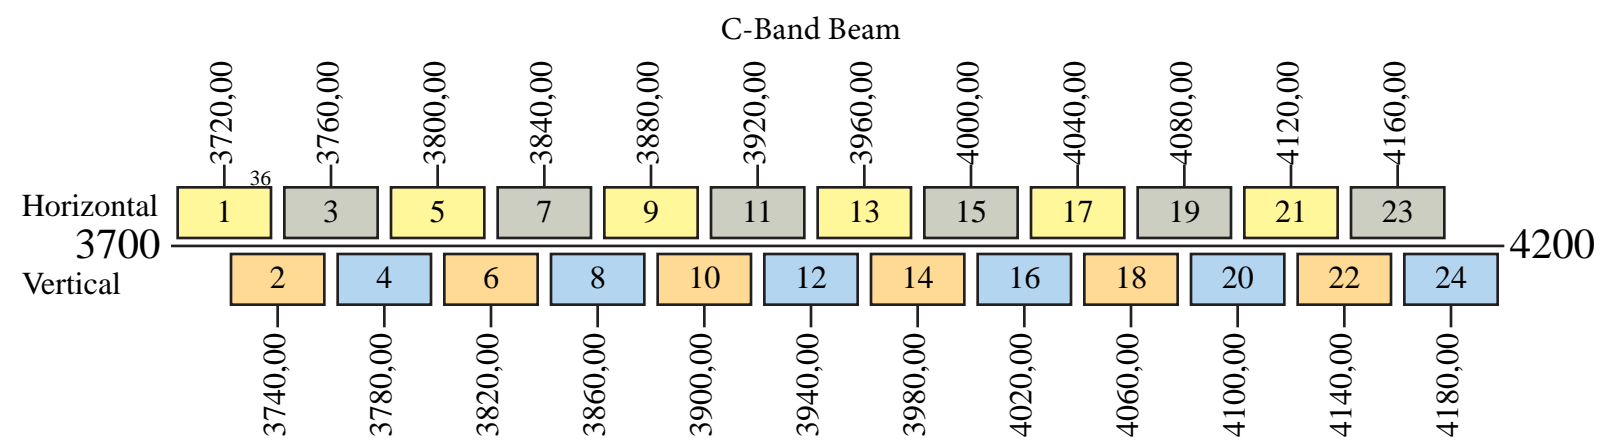 C-Band Beam
3720,00 3760,00 3800,00 3840,00 3880,00 3920,00 3960,00 4000,00 4040,00 4080,00 4120,00 4160,00
36
Horizontal 1 3 5 7 9 11 13 15 17 19 21 23
3700 4200
Vertical 2 4 6 8 10 12 14 16 18 20 22 24
3740,00 3780,00 3820,00 3860,00 3900,00 3940,00 3980,00 4020,00 4060,00 4100,00 4140,00 4180,00